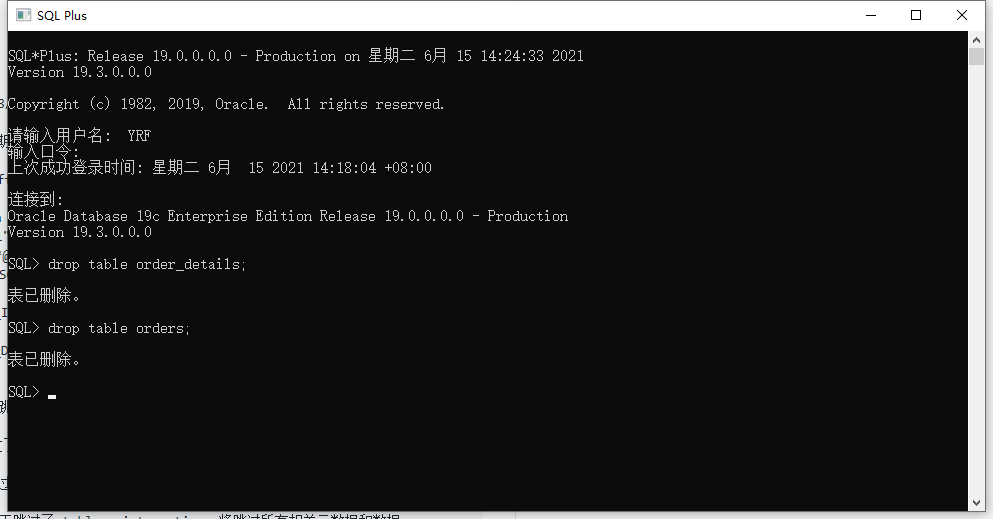 SQL Plus
SQL*Plus: Release 19.0.0.0.0 - Production on 星期二 6月 15 14:24:33 2021
Version 19.3.0.0.0
Copyright (c) 1982, 2019, Oracle.  All rights reserved.
请输入用户名:  YRF
输入口令:
上次成功登录时间: 星期二 6月  15 2021 14:18:04 +08:00
连接到:
Oracle Database 19c Enterprise Edition Release 19.0.0.0.0 - Production
Version 19.3.0.0.0
SQL> drop table order_details;
表已删除。
SQL> drop table orders;
表已删除。
SQL>